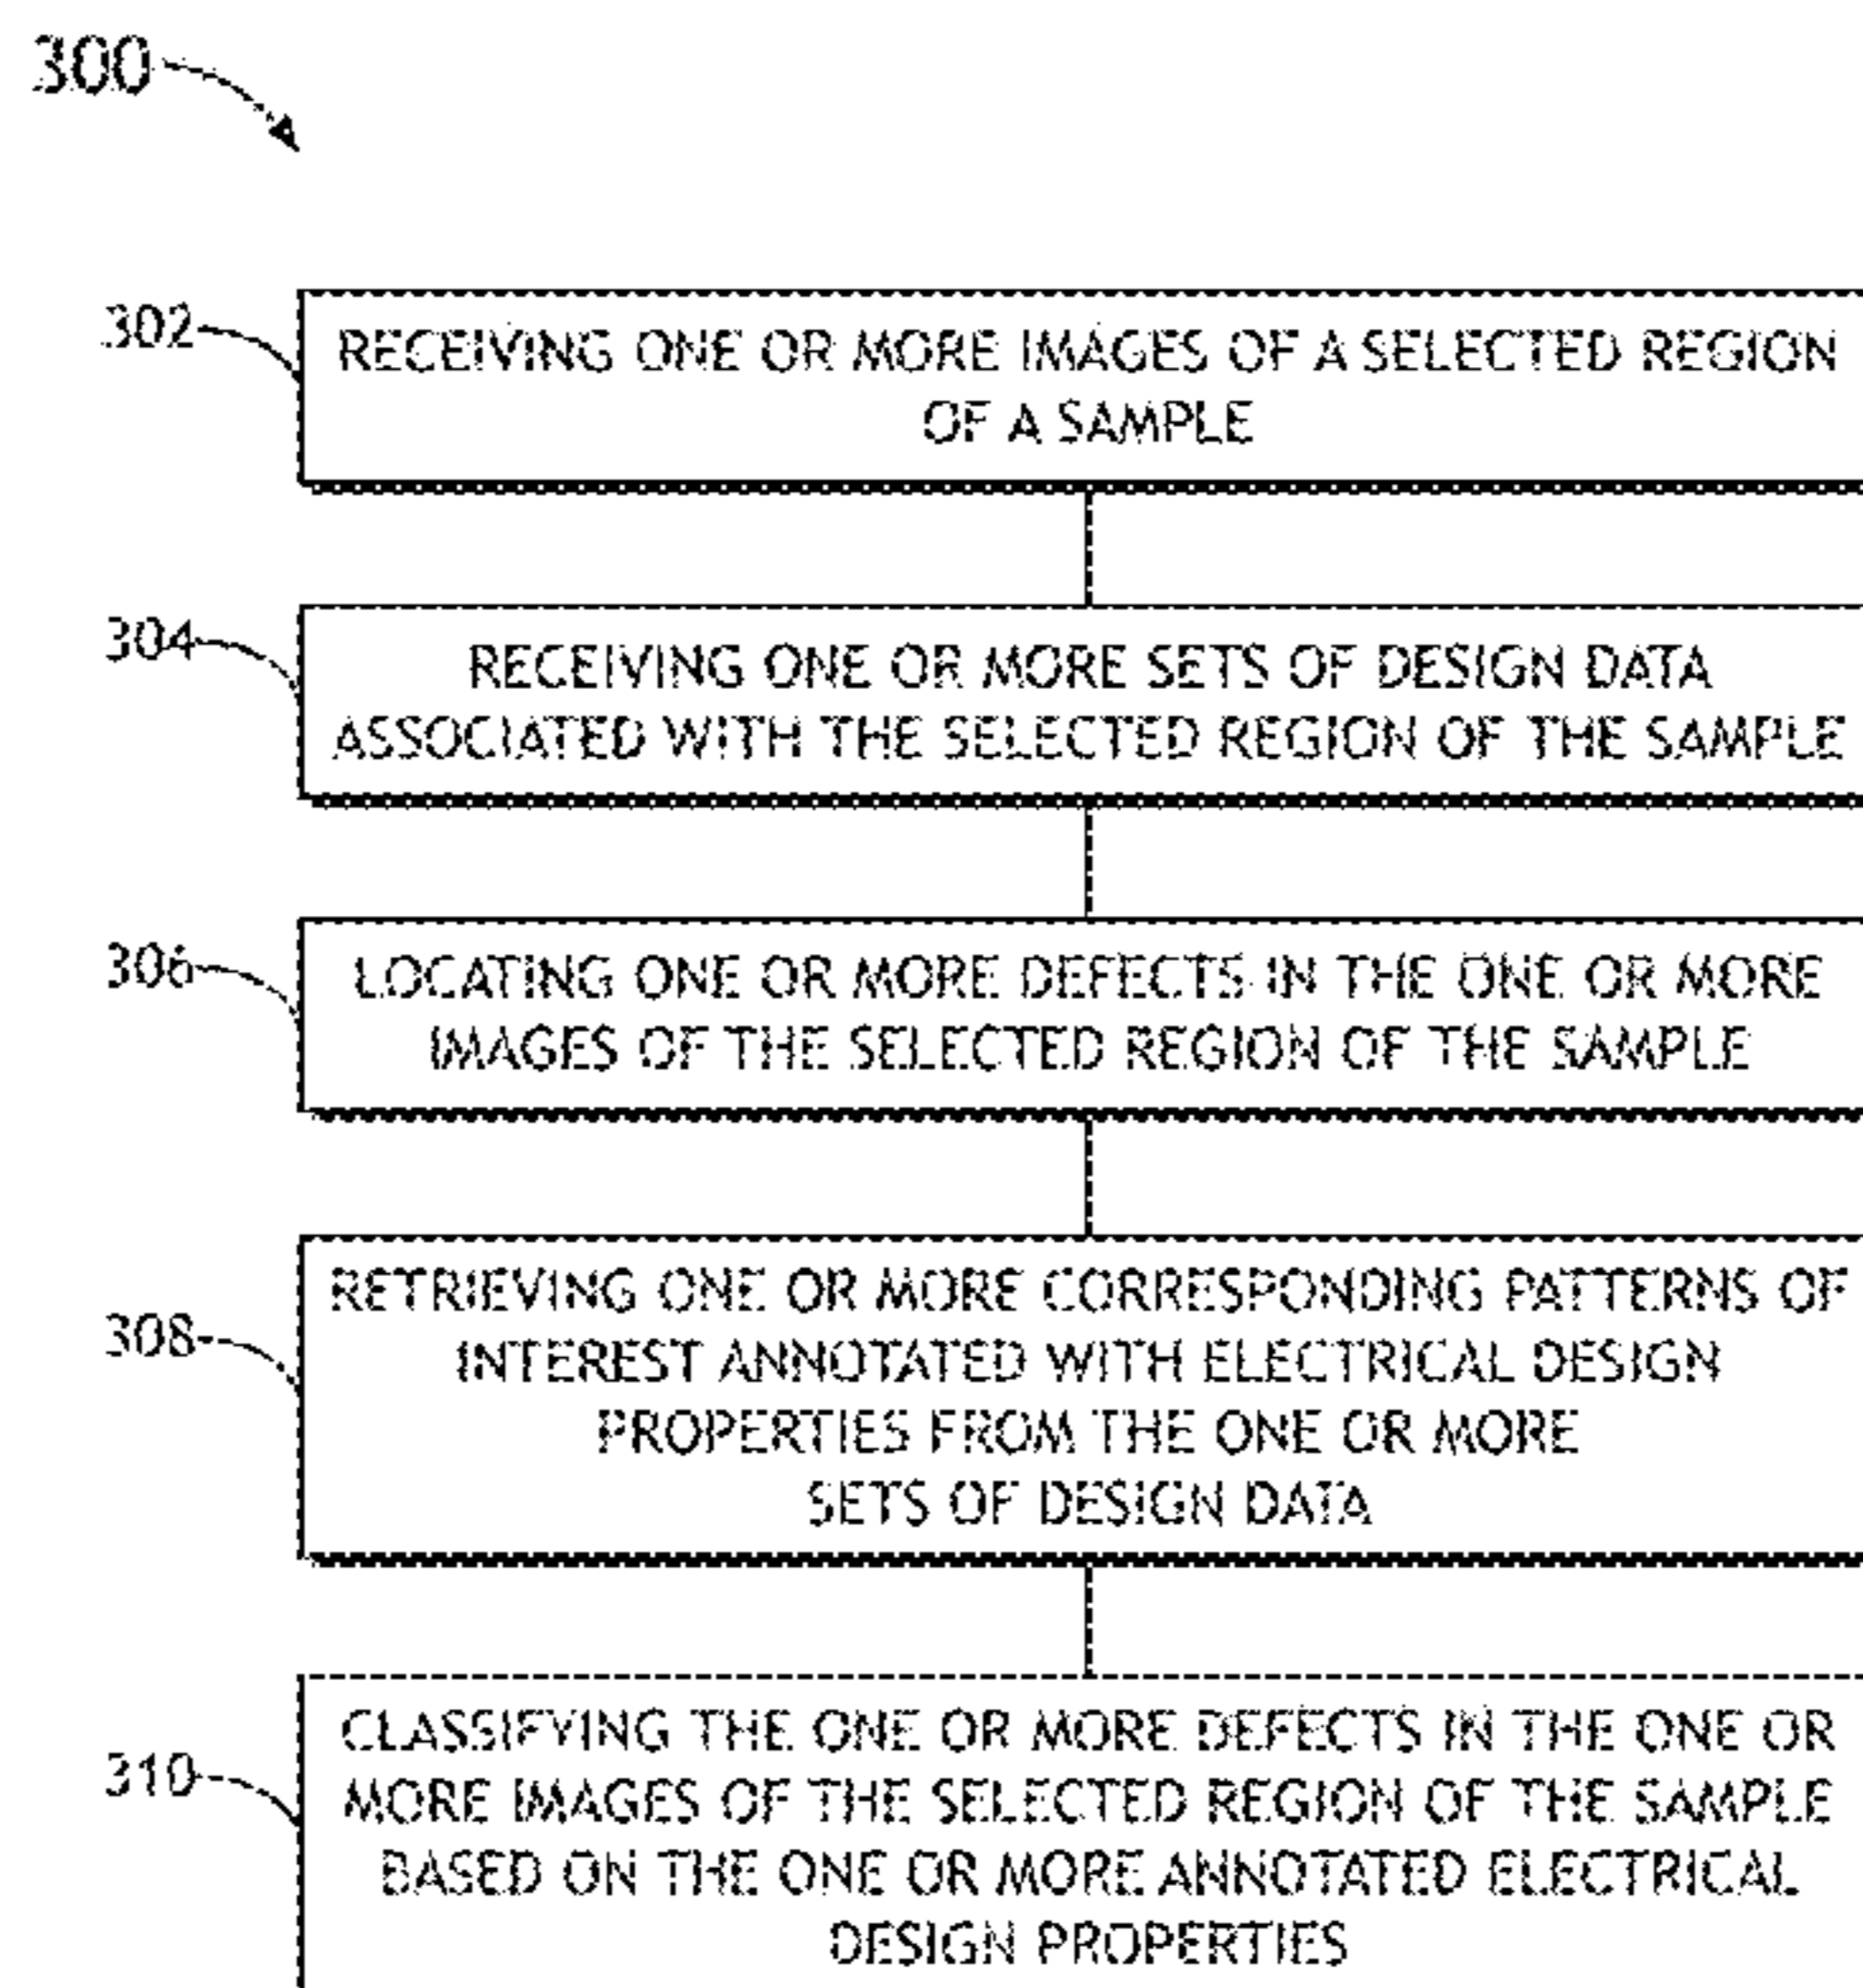 300
302
RECEIVING ONE OR MORE IMAGES OF A SELECTED REGION
OF A SAMPLE
304
RECEIVING ONE OR MORE SETS OF DESIGN DATA
ASSOCIATED WITH THE SELECTED REGION OF THE SAMPLE
306
LOCATING ONE OR MORE DEFECTS IN THE ONE OR MORE
IMAGES OF THE SELECTED REGION OF THE SAMPLE
308
RETRIEVING ONE OR MORE CORRESPONDING PATTERNS OF
INTEREST ANNOTATED WITH ELECTRICAL DESIGN
PROPERTIES FROM THE ONE OR MORE
SETS OF DESIGN DATA
310
CLASSIFYING THE ONE OR MORE DEFECTS IN THE ONE OR
MORE IMAGES OF THE SELECTED REGION OF THE SAMPLE
BASED ON THE ONE OR MORE ANNOTATED ELECTRICAL
DESIGN PROPERTIES